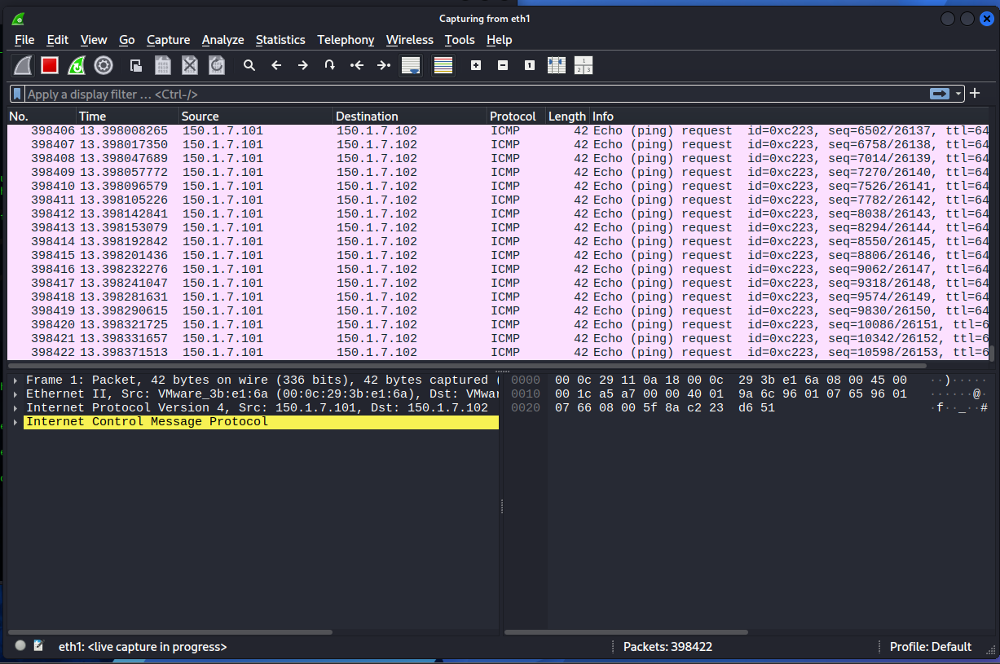 Capturing from eth1
File Edit View Go Capture Analyze Statistics Telephony Wireless Tools Help
Apply a display filter … <Ctrl-/>
No. Time Source Destination Protocol Length Info
398406 13.398008265 150.1.7.101 150.1.7.102 ICMP 42 Echo (ping) request id=0xc223, seq=6502/26137, ttl=64
398407 13.398017350 150.1.7.101 150.1.7.102 ICMP 42 Echo (ping) request id=0xc223, seq=6758/26138, ttl=64
398408 13.398047689 150.1.7.101 150.1.7.102 ICMP 42 Echo (ping) request id=0xc223, seq=7014/26139, ttl=64
398409 13.398057772 150.1.7.101 150.1.7.102 ICMP 42 Echo (ping) request id=0xc223, seq=7270/26140, ttl=64
398410 13.398096579 150.1.7.101 150.1.7.102 ICMP 42 Echo (ping) request id=0xc223, seq=7526/26141, ttl=64
398411 13.398105226 150.1.7.101 150.1.7.102 ICMP 42 Echo (ping) request id=0xc223, seq=7782/26142, ttl=64
398412 13.398142841 150.1.7.101 150.1.7.102 ICMP 42 Echo (ping) request id=0xc223, seq=8038/26143, ttl=64
398413 13.398153079 150.1.7.101 150.1.7.102 ICMP 42 Echo (ping) request id=0xc223, seq=8294/26144, ttl=64
398414 13.398192842 150.1.7.101 150.1.7.102 ICMP 42 Echo (ping) request id=0xc223, seq=8550/26145, ttl=64
398415 13.398201436 150.1.7.101 150.1.7.102 ICMP 42 Echo (ping) request id=0xc223, seq=8806/26146, ttl=64
398416 13.398232276 150.1.7.101 150.1.7.102 ICMP 42 Echo (ping) request id=0xc223, seq=9062/26147, ttl=64
398417 13.398241047 150.1.7.101 150.1.7.102 ICMP 42 Echo (ping) request id=0xc223, seq=9318/26148, ttl=64
398418 13.398281631 150.1.7.101 150.1.7.102 ICMP 42 Echo (ping) request id=0xc223, seq=9574/26149, ttl=64
398419 13.398290615 150.1.7.101 150.1.7.102 ICMP 42 Echo (ping) request id=0xc223, seq=9830/26150, ttl=64
398420 13.398321725 150.1.7.101 150.1.7.102 ICMP 42 Echo (ping) request id=0xc223, seq=10086/26151, ttl=6
398421 13.398331657 150.1.7.101 150.1.7.102 ICMP 42 Echo (ping) request id=0xc223, seq=10342/26152, ttl=6
398422 13.398371513 150.1.7.101 150.1.7.102 ICMP 42 Echo (ping) request id=0xc223, seq=10598/26153, ttl=6
Frame 1: Packet, 42 bytes on wire (336 bits), 42 bytes captured (
Ethernet II, Src: VMware_3b:e1:6a (00:0c:29:3b:e1:6a), Dst: VMwar
Internet Protocol Version 4, Src: 150.1.7.101, Dst: 150.1.7.102
Internet Control Message Protocol
0000 00 0c 29 11 0a 18 00 0c 29 3b e1 6a 08 00 45 00 ··)·····
0010 00 1c a5 a7 00 00 40 01 9a 6c 96 01 07 65 96 01 ······@·
0020 07 66 08 00 5f 8a c2 23 d6 51 ·f··_··#
eth1: <live capture in progress>
Packets: 398422
Profile: Default